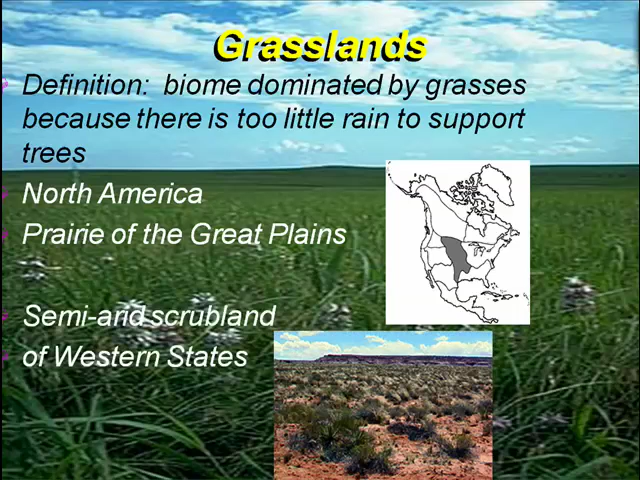 Grasslands
Definition: biome dominated by grasses
because there is too little rain to support
trees
North America
Prairie of the Great Plains
Semi-arid scrubland
of Western States